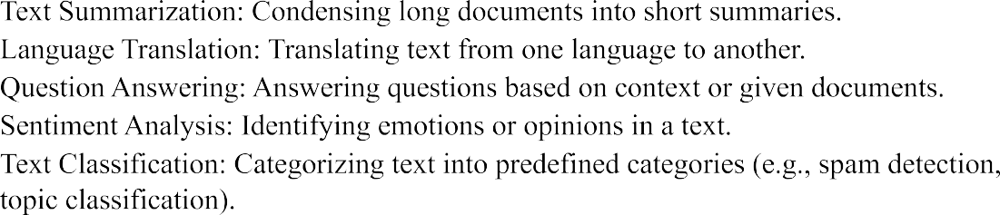 Text Summarization: Condensing long documents into short summaries.
Language Translation: Translating text from one language to another.
Question Answering: Answering questions based on context or given documents.
Sentiment Analysis: Identifying emotions or opinions in a text.
Text Classification: Categorizing text into predefined categories (e.g., spam detection,
topic classification).